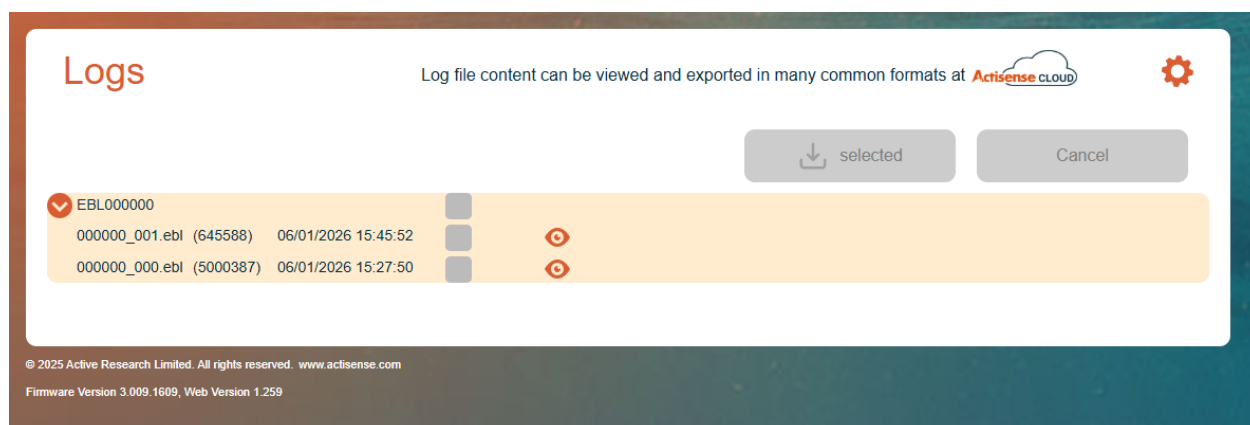 Logs
Log file content can be viewed and exported in many common formats at Actisense CLOUD
selected
Cancel
EBL000000
000000_001.ebl (645588) 06/01/2026 15:45:52
000000_000.ebl (5000387) 06/01/2026 15:27:50
© 2025 Active Research Limited. All rights reserved. www.actisense.com
Firmware Version 3.009.1609, Web Version 1.259